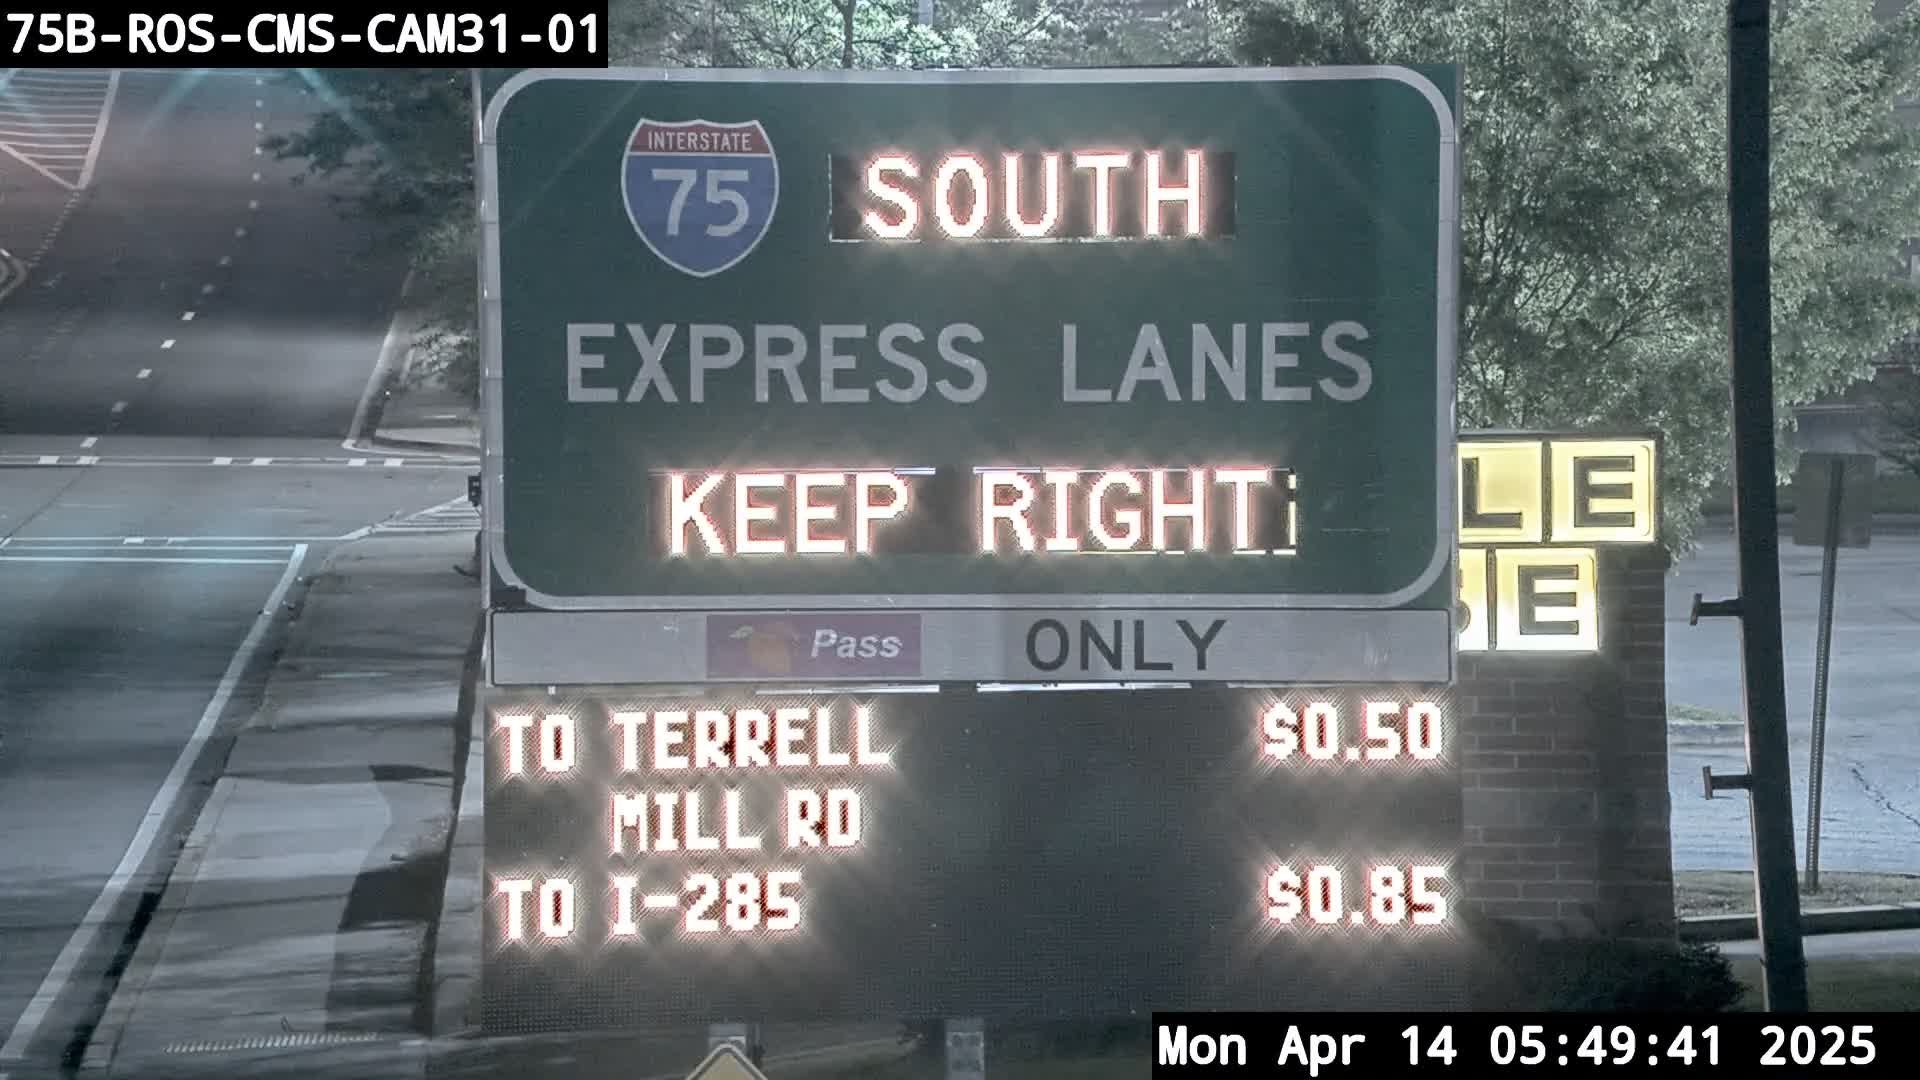 75B-ROS-CMS-CAM31-01
INTERSTATE
75
SOUTH
EXPRESS LANES
KEEP RIGHT
Pass ONLY
TO TERRELL $0.50
MILL RD
TO I-285 $0.85
LE
E
Mon Apr 14 05:49:41 2025